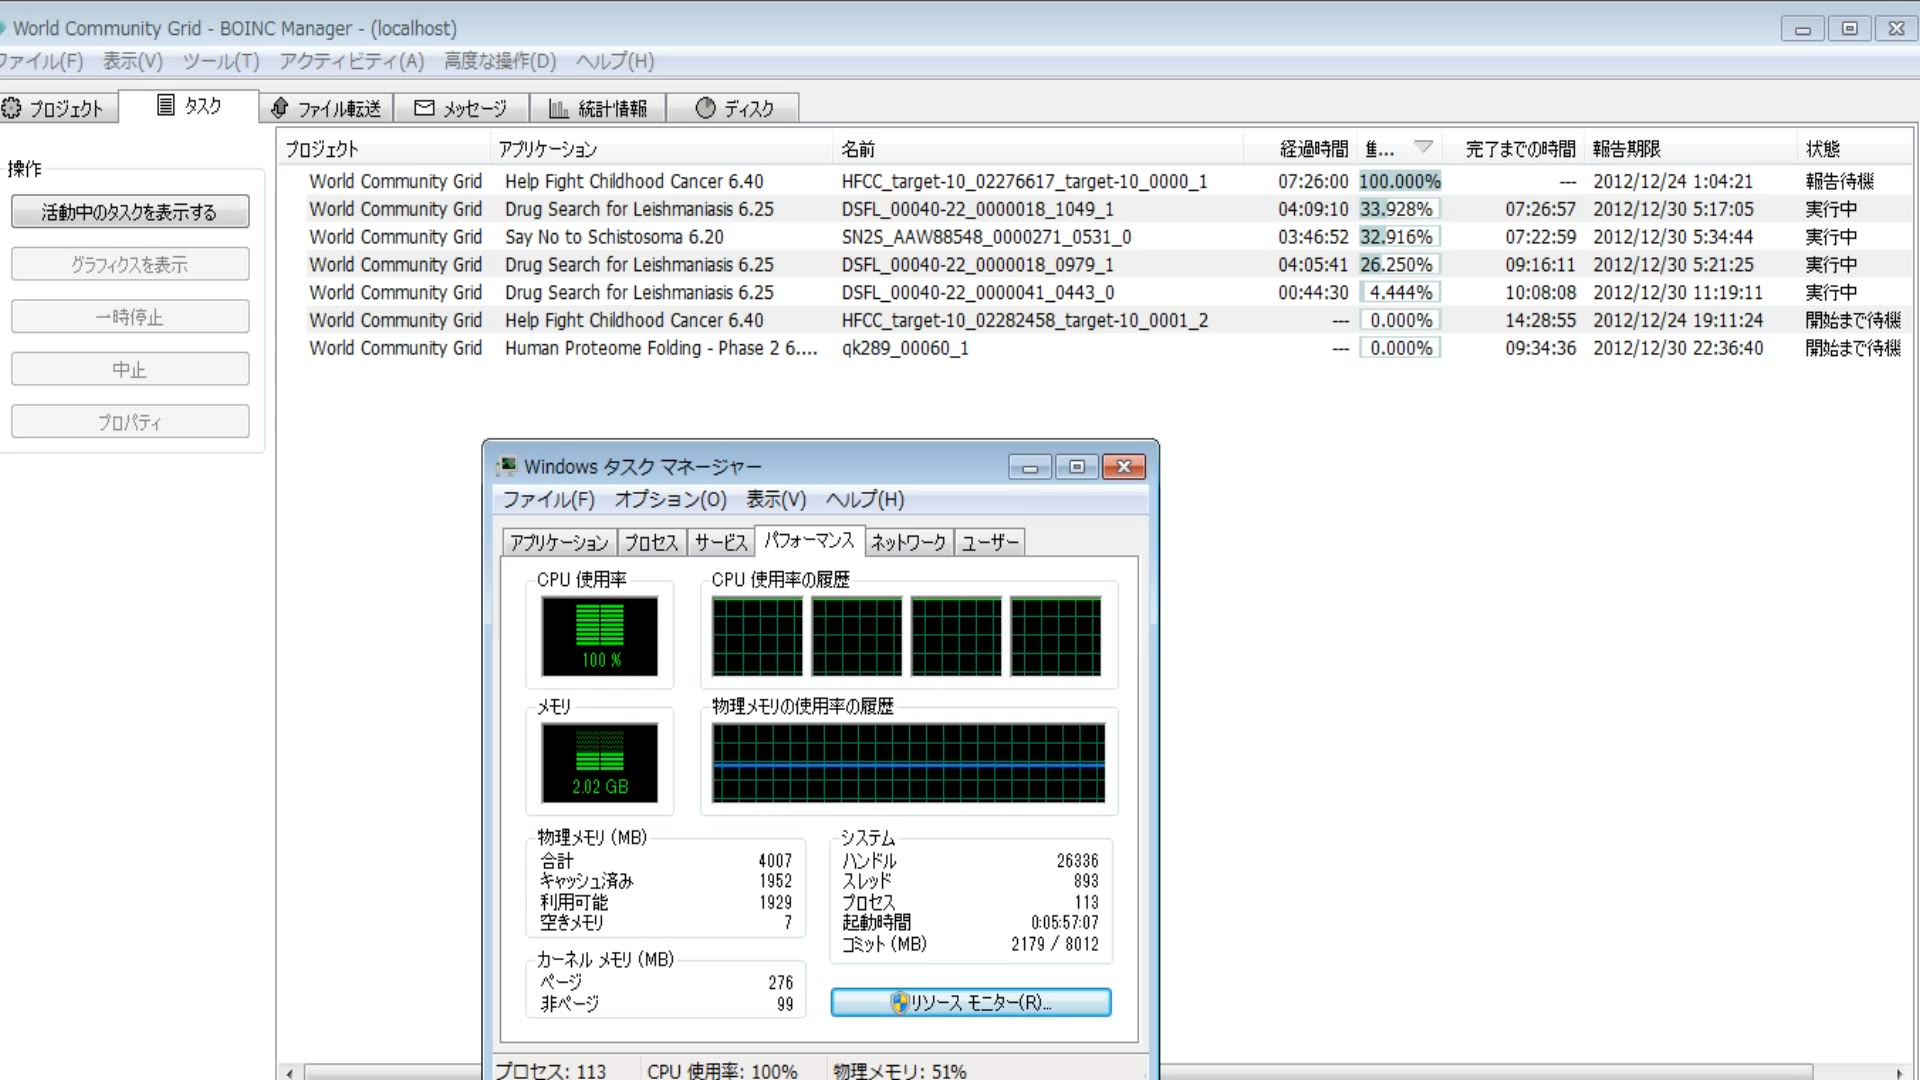 World Community Grid - BOINC Manager - (localhost)
ファイル(F) 表示(V) ツール(T) アクティビティ(A) 高度な操作(D) ヘルプ(H)
プロジェクト タスク ファイル転送 メッセージ 統計情報 ディスク
操作
活動中のタスクを表示する
グラフィクスを表示
一時停止
中止
プロパティ
プロジェクト アプリケーション 名前 経過時間 進... 完了までの時間 報告期限 状態
World Community Grid Help Fight Childhood Cancer 6.40 HFCC_target-10_02276617_target-10_0000_1 07:26:00 100.000% --- 2012/12/24 1:04:21 報告待機
World Community Grid Drug Search for Leishmaniasis 6.25 DSFL_00040-22_0000018_1049_1 04:09:10 33.928% 07:26:57 2012/12/30 5:17:05 実行中
World Community Grid Say No to Schistosoma 6.20 SN2S_AAW88548_0000271_0531_0 03:46:52 32.916% 07:22:59 2012/12/30 5:34:44 実行中
World Community Grid Drug Search for Leishmaniasis 6.25 DSFL_00040-22_0000018_0979_1 04:05:41 26.250% 09:16:11 2012/12/30 5:21:25 実行中
World Community Grid Drug Search for Leishmaniasis 6.25 DSFL_00040-22_0000041_0443_0 00:44:30 4.444% 10:08:08 2012/12/30 11:19:11 実行中
World Community Grid Help Fight Childhood Cancer 6.40 HFCC_target-10_02282458_target-10_0001_2 --- 0.000% 14:28:55 2012/12/24 19:11:24 開始まで待機
World Community Grid Human Proteome Folding - Phase 2 6.... qk289_00060_1 --- 0.000% 09:34:36 2012/12/30 22:36:40 開始まで待機
Windows タスク マネージャー
ファイル(F) オプション(O) 表示(V) ヘルプ(H)
アプリケーション プロセス サービス パフォーマンス ネットワーク ユーザー
CPU 使用率 CPU 使用率の履歴
100 %
メモリ 物理メモリの使用率の履歴
2.02 GB
物理メモリ (MB)
合計 4007
キャッシュ済み 1952
利用可能 1929
空きメモリ 7
カーネル メモリ (MB)
ページ 276
非ページ 99
システム
ハンドル 26336
スレッド 893
プロセス 113
起動時間 0:05:57:07
コミット (MB) 2179 / 8012
リソース モニター(R)...
プロセス: 113 CPU 使用率: 100% 物理メモリ: 51%